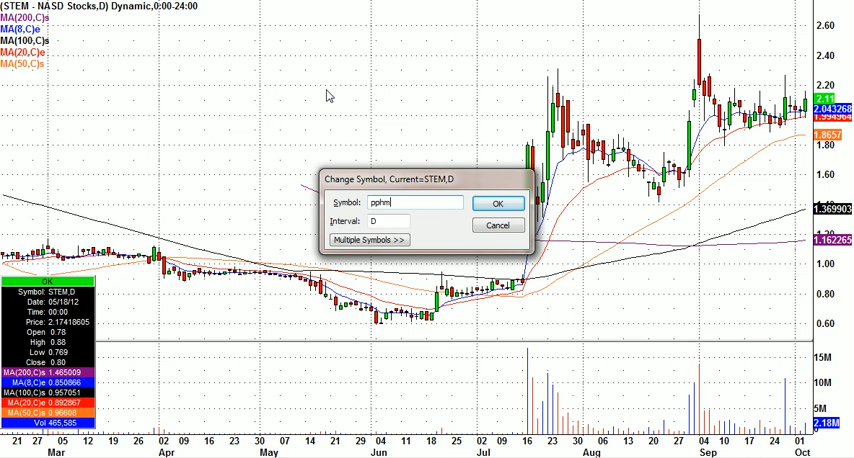 (STEM - NASD Stocks,D) Dynamic,0:00-24:00
MA(200,C)s
MA(8,C)e
MA(100,C)s
MA(20,C)e
MA(50,C)s
2.60
2.40
2.20
2.11
2.043268
1.994964
1.8657
1.80
1.60
1.369903
1.162265
1.00
0.80
0.60
Change Symbol, Current=STEM,D
Symbol: pphm OK
Interval: D Cancel
Multiple Symbols >>
OK
Symbol: STEM,D
Date: 05/18/12
Time: 00:00
Price: 2.17418605
Open 0.78
High 0.88
Low 0.769
Close 0.80
MA(200,C)s 1.465009
MA(8,C)e 0.850866
MA(100,C)s 0.957051
MA(20,C)e 0.892867
MA(50,C)s 0.96688
Vol 465,585
15M
10M
5M
2.18M
21 27 05 12 19 26 02 09 16 23 30 07 14 21 29 04 11 18 25 02 09 16 23 30 06 13 20 27 04 10 17 24 01
Mar Apr May Jun Jul Aug Sep Oct